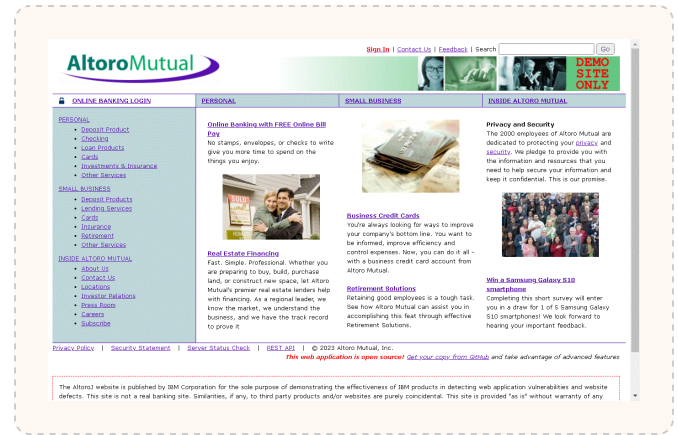 AltoroMutual
Sign In | Contact Us | Feedback | Search Go
DEMO
SITE
ONLY
ONLINE BANKING LOGIN
PERSONAL
SMALL BUSINESS
INSIDE ALTORO MUTUAL
PERSONAL
Deposit Product
Checking
Loan Products
Cards
Investments & Insurance
Other Services
SMALL BUSINESS
Deposit Products
Lending Services
Cards
Insurance
Retirement
Other Services
INSIDE ALTORO MUTUAL
About Us
Contact Us
Locations
Investor Relations
Press Room
Careers
Subscribe
Online Banking with FREE Online Bill
Pay
No stamps, envelopes, or checks to write
give you more time to spend on the
things you enjoy.
SOLD
Real Estate Financing
Fast. Simple. Professional. Whether you
are preparing to buy, build, purchase
land, or construct new space, let Altoro
Mutual's premier real estate lenders help
with financing. As a regional leader, we
know the market, we understand the
business, and we have the track record
to prove it
Business Credit Cards
You're always looking for ways to improve
your company's bottom line. You want to
be informed, improve efficiency and
control expenses. Now, you can do it all -
with a business credit card account from
Altoro Mutual.
Retirement Solutions
Retaining good employees is a tough task.
See how Altoro Mutual can assist you in
accomplishing this feat through effective
Retirement Solutions.
Privacy and Security
The 2000 employees of Altoro Mutual are
dedicated to protecting your privacy and
security. We pledge to provide you with
the information and resources that you
need to help secure your information and
keep it confidential. This is our promise.
Win a Samsung Galaxy S10
smartphone
Completing this short survey will enter
you in a draw for 1 of 5 Samsung Galaxy
S10 smartphones! We look forward to
hearing your important feedback.
Privacy Policy | Security Statement | Server Status Check | REST API | © 2023 Altoro Mutual, Inc.
This web application is open source! Get your copy from GitHub and take advantage of advanced features
The AltoroJ website is published by IBM Corporation for the sole purpose of demonstrating the effectiveness of IBM products in detecting web application vulnerabilities and website
defects. This site is not a real banking site. Similarities, if any, to third party products and/or websites are purely coincidental. This site is provided "as is" without warranty of any